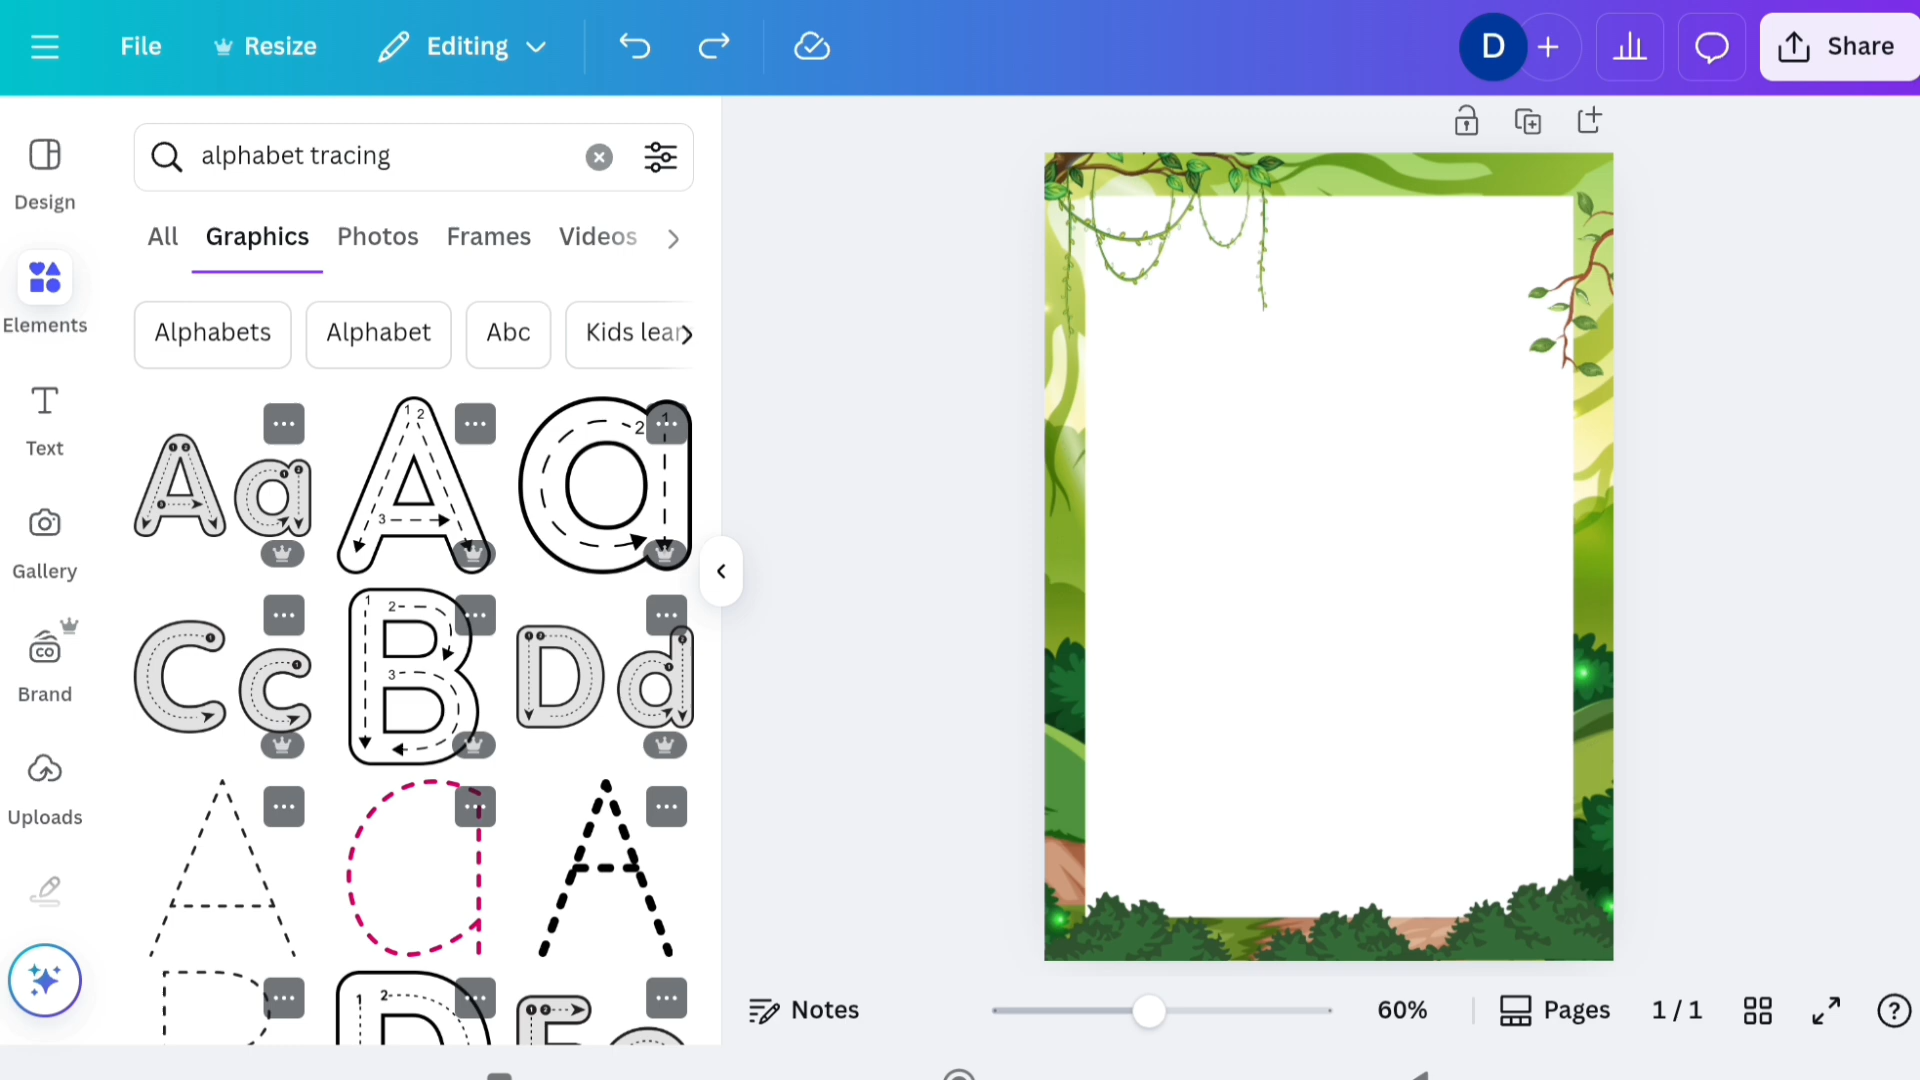 File
Resize
Editing
D
Share
Design
Elements
Text
Gallery
Brand
Uploads
alphabet tracing
All
Graphics
Photos
Frames
Videos
Alphabets
Alphabet
Abc
Kids lear
A a
A
a
C c
B
D d
A
a
A
Notes
60%
Pages
1 / 1